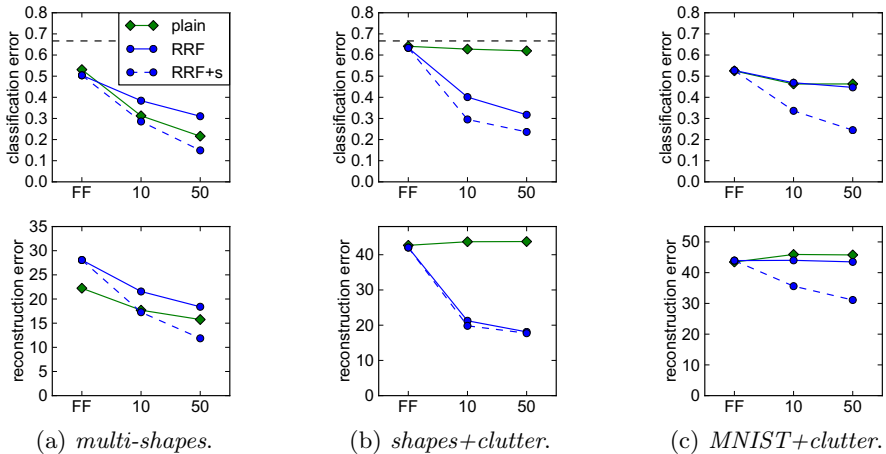 0.8
0.7
0.6
0.5
0.4
0.3
0.2
0.1
0.0
classification error
FF 10 50
plain
RRF
RRF+s
0.8
0.7
0.6
0.5
0.4
0.3
0.2
0.1
0.0
classification error
FF 10 50
0.8
0.7
0.6
0.5
0.4
0.3
0.2
0.1
0.0
classification error
FF 10 50
35
30
25
20
15
10
5
0
reconstruction error
FF 10 50
40
30
20
10
0
reconstruction error
FF 10 50
50
40
30
20
10
0
reconstruction error
FF 10 50
(a) multi-shapes.
(b) shapes+clutter.
(c) MNIST+clutter.